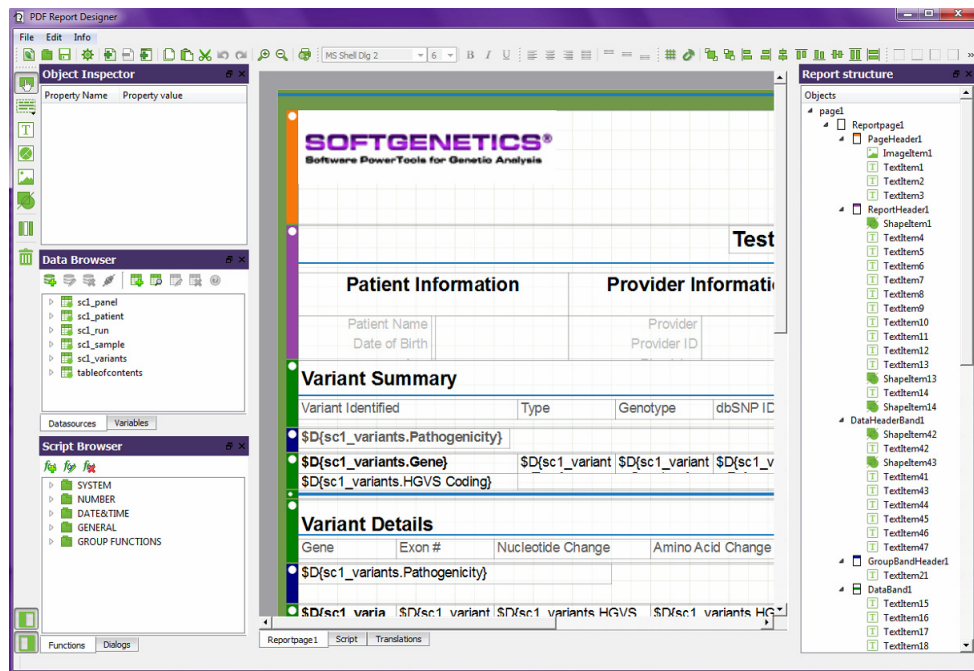 PDF Report Designer
File Edit Info
MS Shell Dlg 2 6 B I U
Object Inspector
Property Name Property value
Data Browser
sc1_panel
sc1_patient
sc1_run
sc1_sample
sc1_variants
tableofcontents
Datasources Variables
Script Browser
SYSTEM
NUMBER
DATE&TIME
GENERAL
GROUP FUNCTIONS
Functions Dialogs
SOFTGENETICS®
Software PowerTools for Genetic Analysis
Test
Patient Information Provider Informati
Patient Name Provider
Date of Birth Provider ID
Variant Summary
Variant Identified Type Genotype dbSNP ID
$D{sc1_variants.Pathogenicity}
$D{sc1_variants.Gene} $D{sc1_variant $D{sc1_variant $D{sc1_v
$D{sc1_variants.HGVS Coding}
Variant Details
Gene Exon # Nucleotide Change Amino Acid Change
$D{sc1_variants.Pathogenicity}
$D{sc1_varia $D{sc1_variant $D{sc1_variants.HGVS $D{sc1_variants.HG
Reportpage1 Script Translations
Report structure
Objects
page1
Reportpage1
PageHeader1
ImageItem1
TextItem1
TextItem2
TextItem3
ReportHeader1
ShapeItem1
TextItem4
TextItem5
TextItem6
TextItem7
TextItem8
TextItem9
TextItem10
TextItem11
TextItem12
TextItem13
ShapeItem13
TextItem14
ShapeItem14
DataHeaderBand1
ShapeItem42
TextItem42
ShapeItem43
TextItem41
TextItem43
TextItem44
TextItem45
TextItem46
TextItem47
GroupBandHeader1
TextItem21
DataBand1
TextItem15
TextItem16
TextItem17
TextItem18